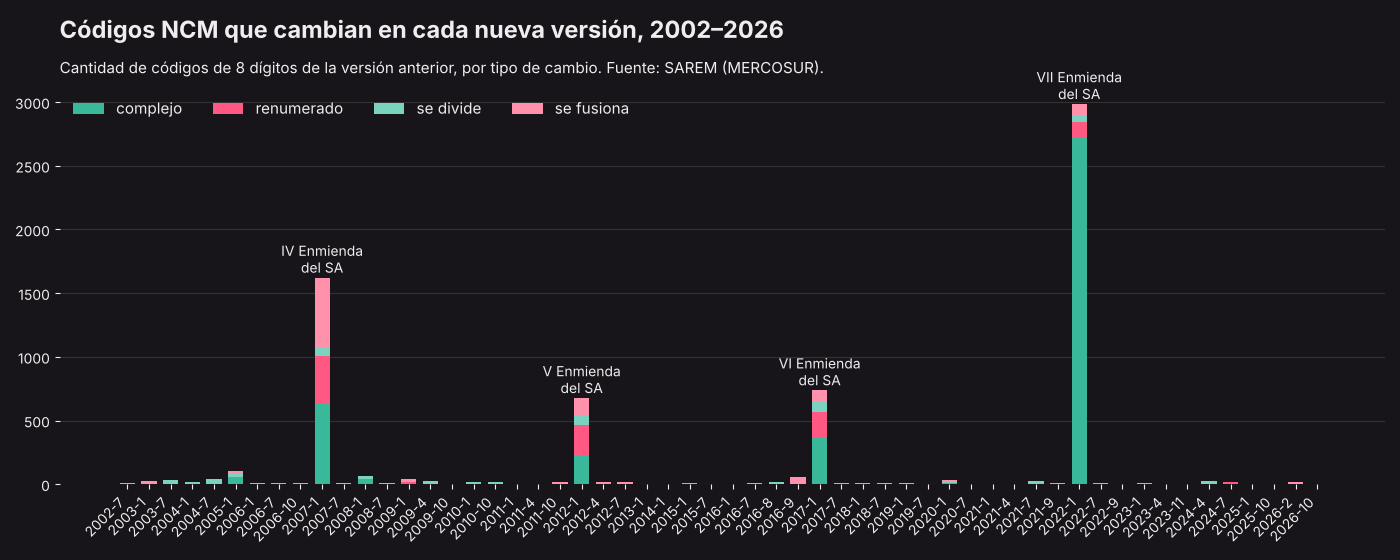 Códigos NCM que cambian en cada nueva versión, 2002–2026
Cantidad de códigos de 8 dígitos de la versión anterior, por tipo de cambio. Fuente: SAREM (MERCOSUR).
complejo renumerado se divide se fusiona
VII Enmienda
del SA
IV Enmienda
del SA
V Enmienda
del SA
VI Enmienda
del SA
3000
2500
2000
1500
1000
500
0
2002-7 2003-1 2003-7 2004-1 2004-7 2005-1 2006-1 2006-7 2006-10 2007-1 2007-7 2008-1 2008-7 2009-1 2009-4 2009-10 2010-1 2010-10 2011-1 2011-4 2011-10 2012-1 2012-4 2012-7 2013-1 2015-1 2015-7 2016-1 2016-7 2016-8 2016-9 2017-1 2017-7 2018-1 2018-7 2019-1 2019-7 2020-1 2020-7 2021-1 2021-4 2021-7 2021-9 2022-1 2022-7 2022-9 2023-1 2023-4 2023-11 2024-4 2024-7 2025-1 2025-10 2026-2 2026-10